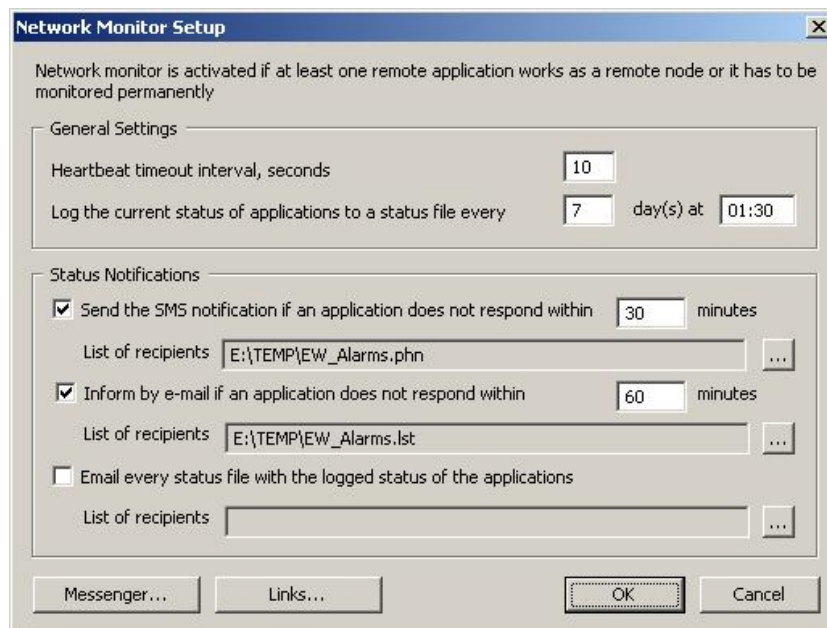 Network Monitor Setup
Network monitor is activated if at least one remote application works as a remote node or it has to be
monitored permanently
General Settings
Heartbeat timeout interval, seconds 10
Log the current status of applications to a status file every 7 day(s) at 01:30
Status Notifications
Send the SMS notification if an application does not respond within 30 minutes
List of recipients E:\TEMP\EW_Alarms.phn ...
Inform by e-mail if an application does not respond within 60 minutes
List of recipients E:\TEMP\EW_Alarms.lst ...
Email every status file with the logged status of the applications
List of recipients ...
Messenger... Links... OK Cancel